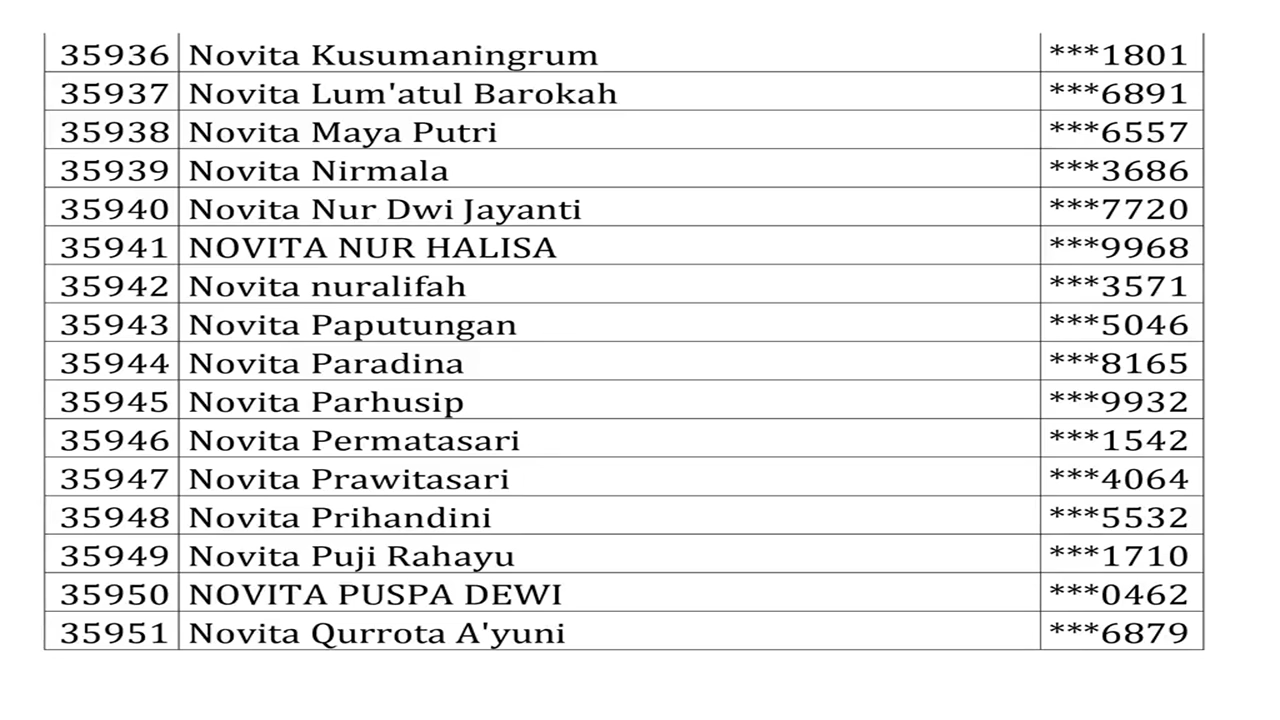 35936 Novita Kusumaningrum ***1801
35937 Novita Lum'atul Barokah ***6891
35938 Novita Maya Putri ***6557
35939 Novita Nirmala ***3686
35940 Novita Nur Dwi Jayanti ***7720
35941 NOVITA NUR HALISA ***9968
35942 Novita nuralifah ***3571
35943 Novita Paputungan ***5046
35944 Novita Paradina ***8165
35945 Novita Parhusip ***9932
35946 Novita Permatasari ***1542
35947 Novita Prawitasari ***4064
35948 Novita Prihandini ***5532
35949 Novita Puji Rahayu ***1710
35950 NOVITA PUSPA DEWI ***0462
35951 Novita Qurrota A'yuni ***6879